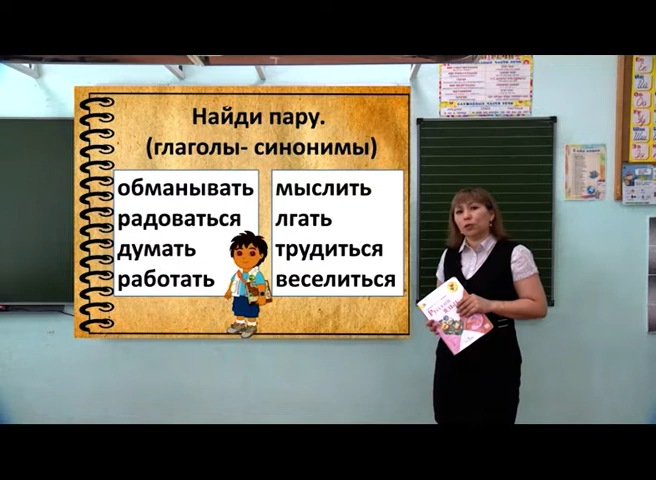 Найди пару.
(глаголы- синонимы)
обманывать
радоваться
думать
работать
мыслить
лгать
трудиться
веселиться